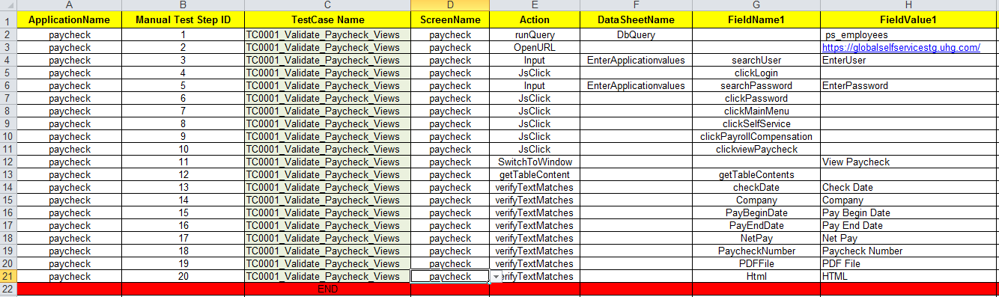 A B C D E F G H
1 ApplicationName Manual Test Step ID TestCase Name ScreenName Action DataSheetName FieldName1 FieldValue1
2 paycheck 1 TC0001_Validate_Paycheck_Views paycheck runQuery DbQuery ps_employees
3 paycheck 2 TC0001_Validate_Paycheck_Views paycheck OpenURL https://globalselfservicestg.uhg.com/
4 paycheck 3 TC0001_Validate_Paycheck_Views paycheck Input EnterApplicationvalues searchUser EnterUser
5 paycheck 4 TC0001_Validate_Paycheck_Views paycheck JsClick clickLogin
6 paycheck 5 TC0001_Validate_Paycheck_Views paycheck Input EnterApplicationvalues searchPassword EnterPassword
7 paycheck 6 TC0001_Validate_Paycheck_Views paycheck JsClick clickPassword
8 paycheck 7 TC0001_Validate_Paycheck_Views paycheck JsClick clickMainMenu
9 paycheck 8 TC0001_Validate_Paycheck_Views paycheck JsClick clickSelfService
10 paycheck 9 TC0001_Validate_Paycheck_Views paycheck JsClick clickPayrollCompensation
11 paycheck 10 TC0001_Validate_Paycheck_Views paycheck JsClick clickviewPaycheck
12 paycheck 11 TC0001_Validate_Paycheck_Views paycheck SwitchToWindow View Paycheck
13 paycheck 12 TC0001_Validate_Paycheck_Views paycheck getTableContent getTableContents
14 paycheck 13 TC0001_Validate_Paycheck_Views paycheck verifyTextMatches checkDate Check Date
15 paycheck 14 TC0001_Validate_Paycheck_Views paycheck verifyTextMatches Company Company
16 paycheck 15 TC0001_Validate_Paycheck_Views paycheck verifyTextMatches PayBeginDate Pay Begin Date
17 paycheck 16 TC0001_Validate_Paycheck_Views paycheck verifyTextMatches PayEndDate Pay End Date
18 paycheck 17 TC0001_Validate_Paycheck_Views paycheck verifyTextMatches NetPay Net Pay
19 paycheck 18 TC0001_Validate_Paycheck_Views paycheck verifyTextMatches PaycheckNumber Paycheck Number
20 paycheck 19 TC0001_Validate_Paycheck_Views paycheck verifyTextMatches PDFFile PDF File
21 paycheck 20 TC0001_Validate_Paycheck_Views paycheck erifyTextMatches Html HTML
22 END